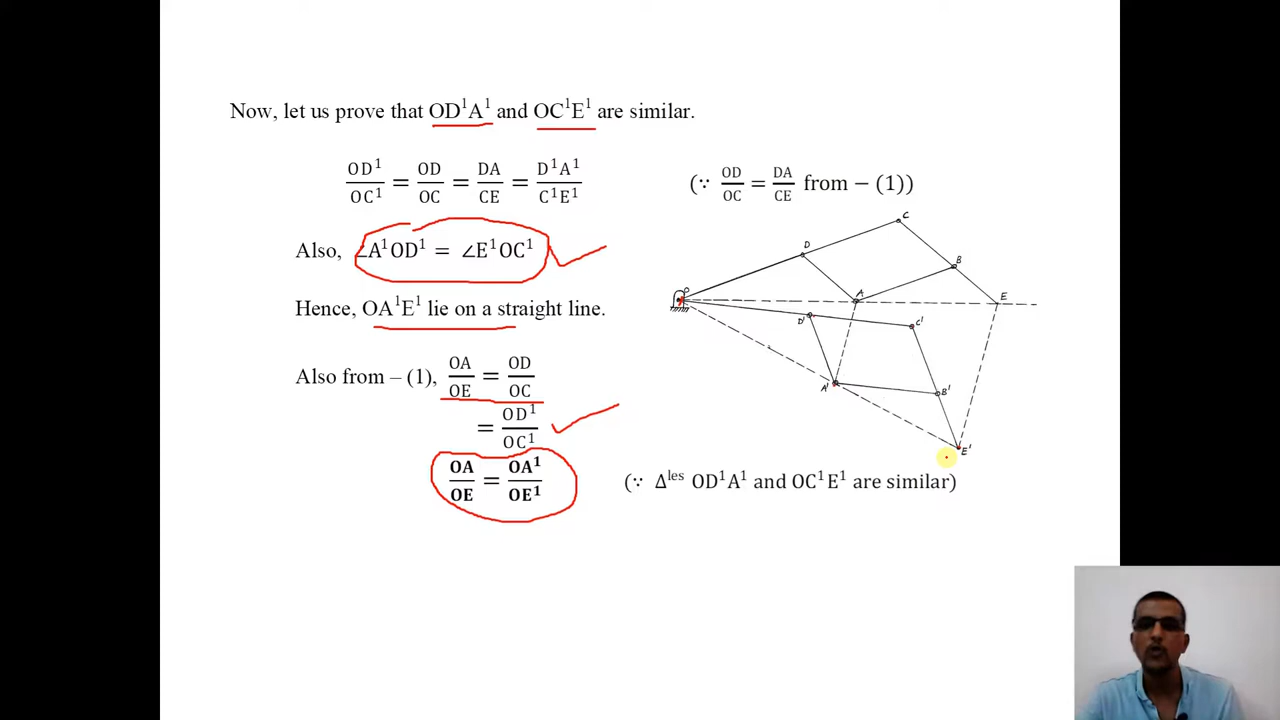 Now, let us prove that OD¹A¹ and OC¹E¹ are similar.
OD¹/OC¹ = OD/OC = DA/CE = D¹A¹/C¹E¹ (∵ OD/OC = DA/CE from − (1))
Also, ∠A¹OD¹ = ∠E¹OC¹
Hence, OA¹E¹ lie on a straight line.
Also from – (1), OA/OE = OD/OC
= OD¹/OC¹
OA/OE = OA¹/OE¹ (∵ Δˡᵉˢ OD¹A¹ and OC¹E¹ are similar)
C
D
B
O
A
E
D'
C'
A'
B'
E'